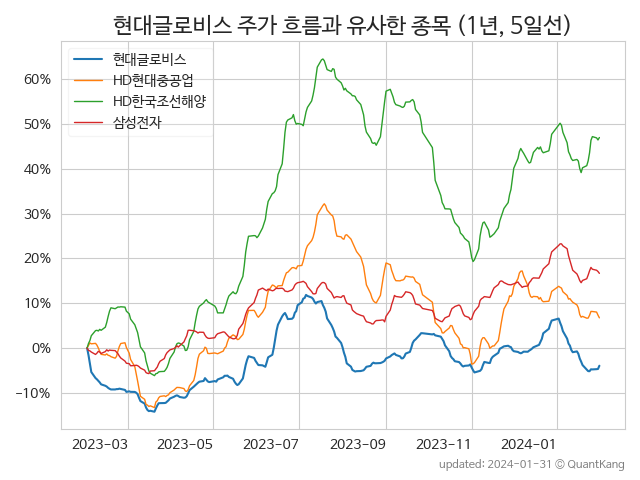 현대글로비스 주가 흐름과 유사한 종목 (1년, 5일선)
현대글로비스
HD현대중공업
HD한국조선해양
삼성전자
60%
50%
40%
30%
20%
10%
0%
−10%
2023-03 2023-05 2023-07 2023-09 2023-11 2024-01
updated: 2024-01-31 © QuantKang